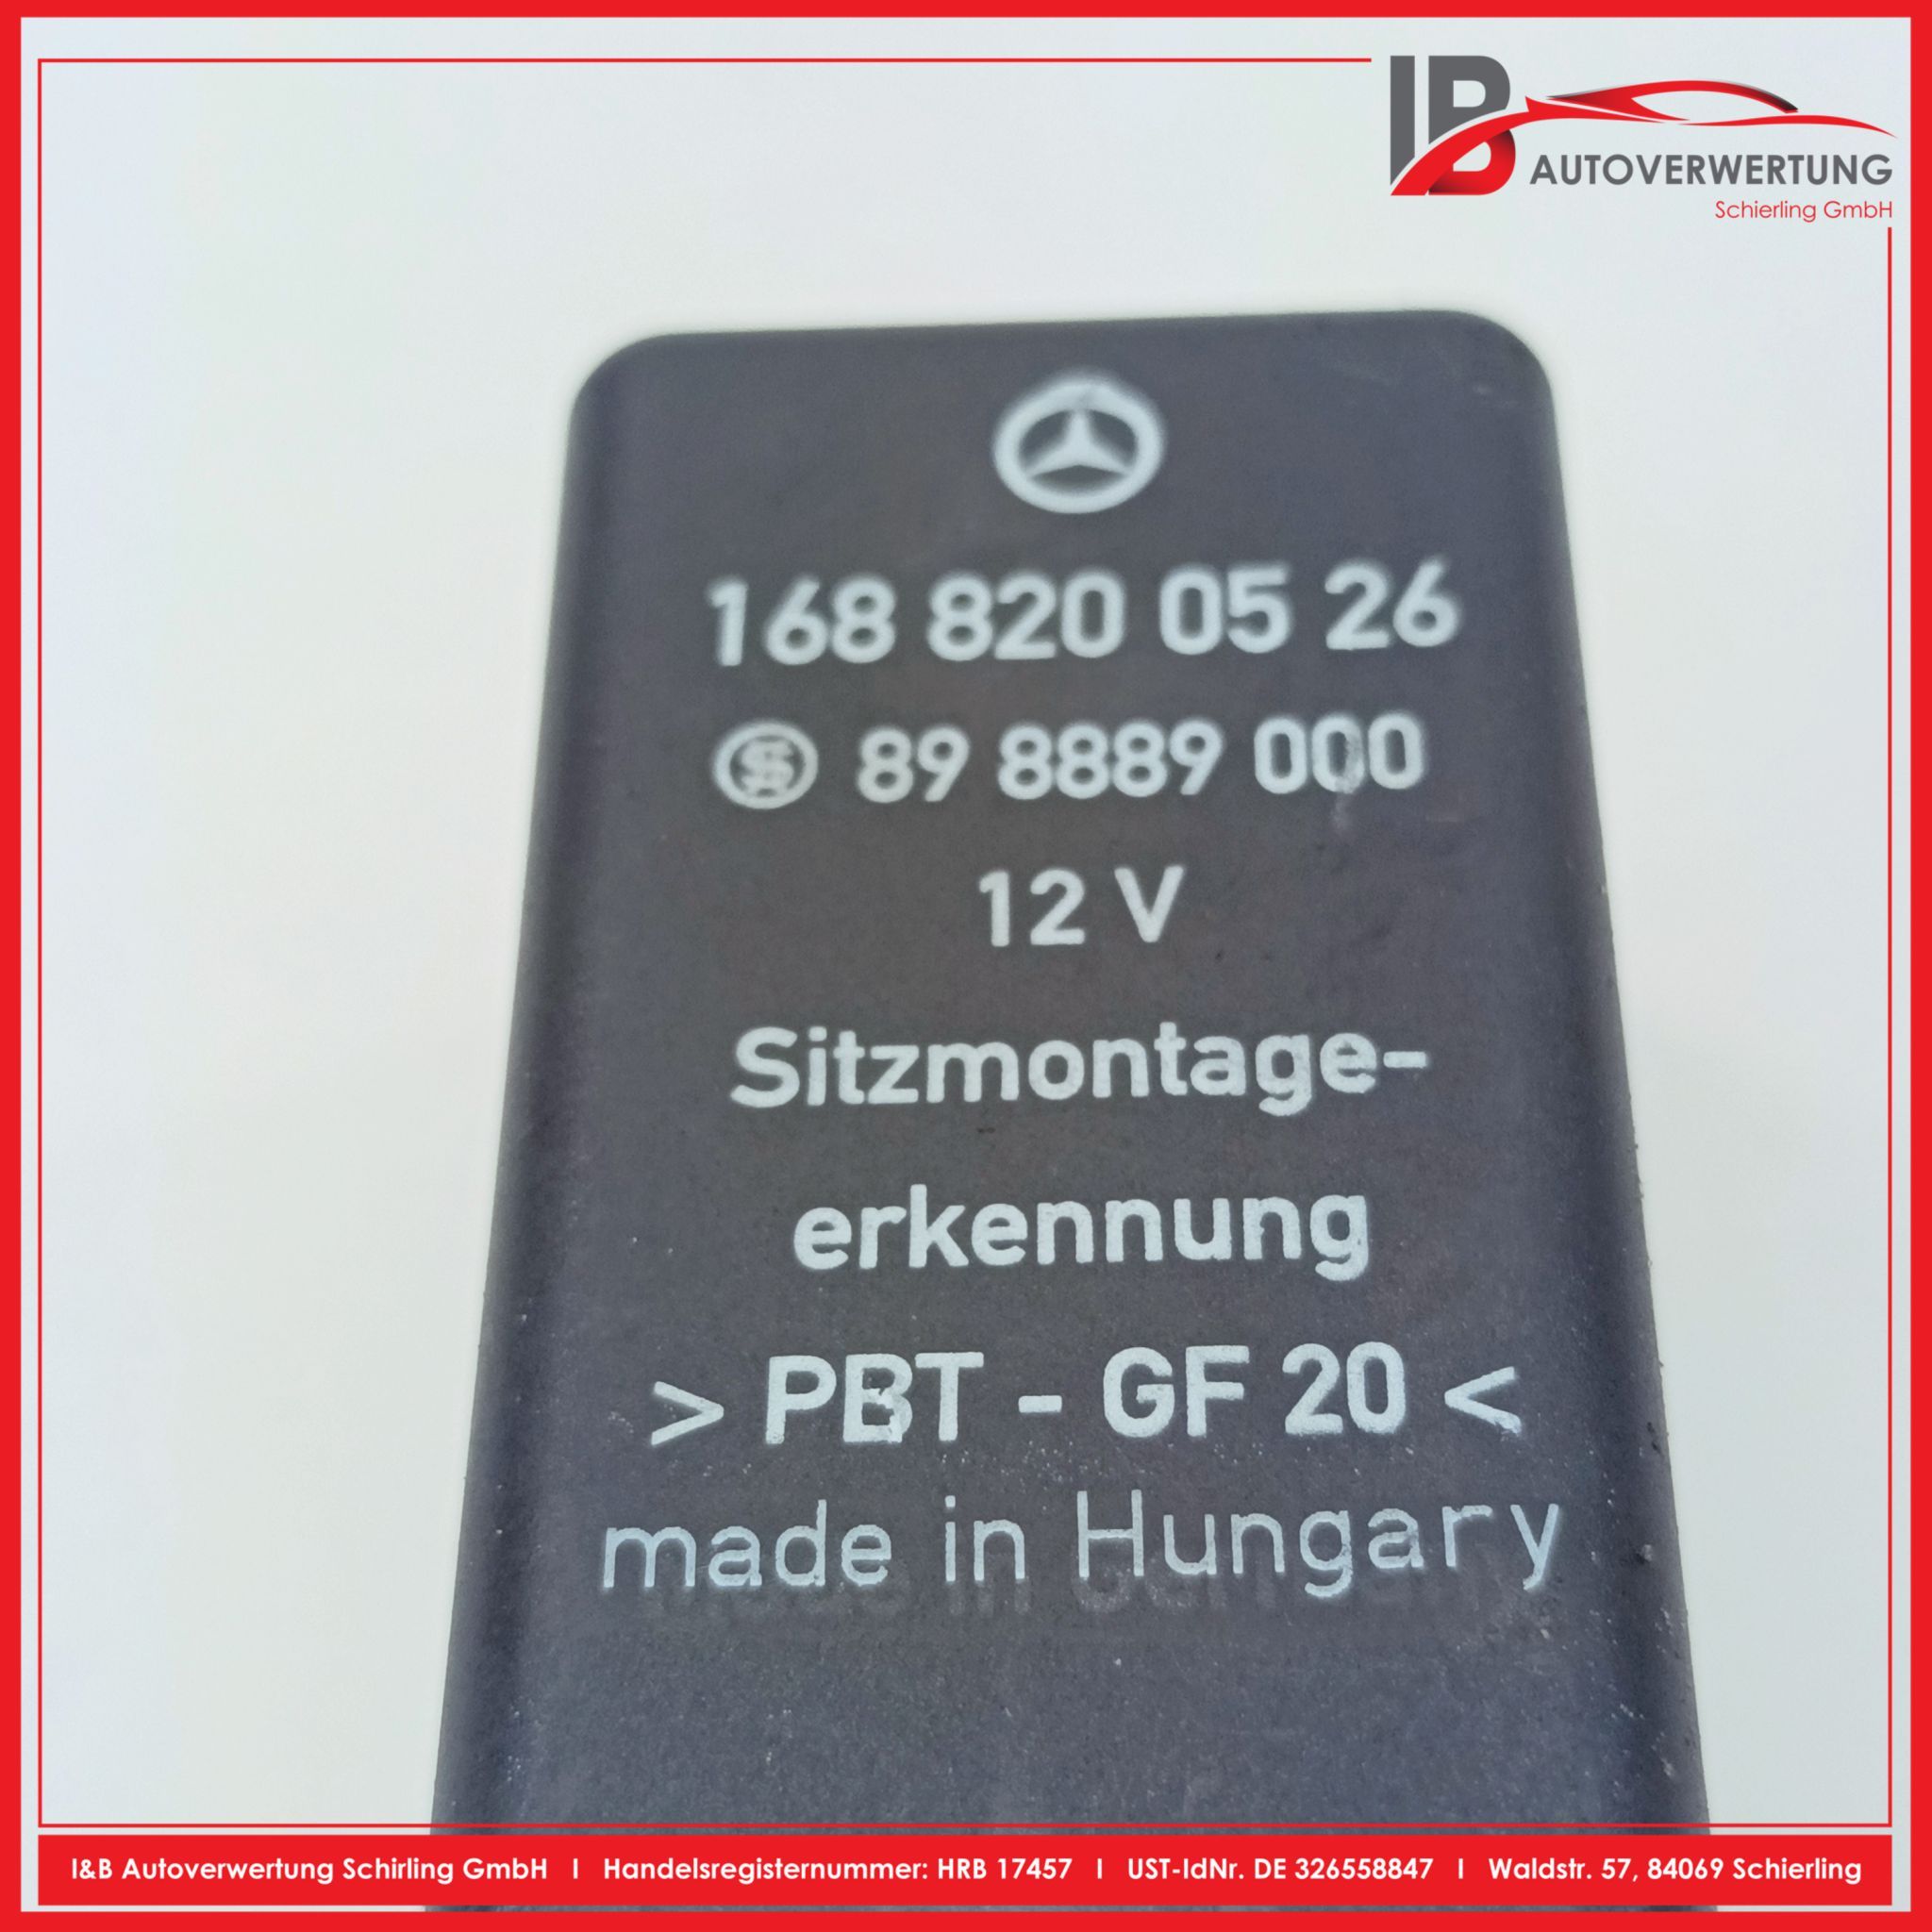 IB AUTOVERWERTUNG
Schierling GmbH
168 820 05 26
89 8889 000
12 V
Sitzmontage-
erkennung
> PBT - GF 20 <
made in Hungary
I&B Autoverwertung Schirling GmbH I Handelsregisternummer: HRB 17457 I UST-IdNr. DE 326558847 I Waldstr. 57, 84069 Schierling